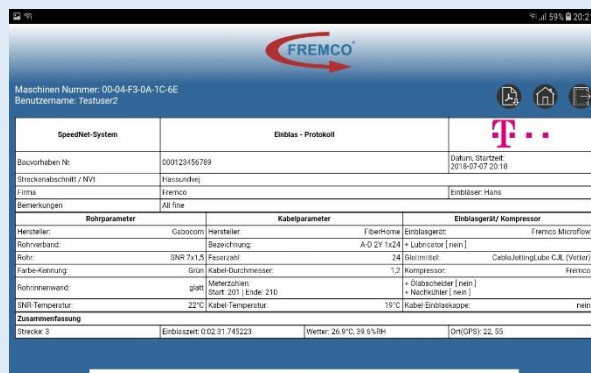 59% 20:21
FREMCO
Maschinen Nummer: 00-04-F3-0A-1C-6E
Benutzername: Testuser2
SpeedNet-System Einblas - Protokoll T
Bauvorhaben Nr. 000123456789 Datum, Startzeit:
2018-07-07 20:18
Streckenabschnitt / NVt Hassundvej
Firma Fremco Einbläser: Hans
Bemerkungen All fine
Rohrparameter Kabelparameter Einblasgerät/ Kompressor
Hersteller: Gabocom Hersteller: FiberHome Einblasgerät: Fremco Microflow
Rohrverband: Bezeichnung: A-D 2Y 1x24 + Lubricator [ nein ]
Rohr: SNR 7x1,5 Faserzahl: 24 Gleitmittel: CableJettingLube CJL (Vetter)
Farbe-Kennung: Grün Kabel-Durchmesser: 1,2 Kompressor: Fremco
Rohrinnenwand: glatt Meterzahlen:
Start: 201 | Ende: 210 + Ölabscheider [ nein ]
+ Nachkühler [ nein ]
SNR-Temperatur: 22°C Kabel-Temperatur: 19°C Kabel-Einblaskappe: nein
Zusammenfassung
Strecke: 3 Einblaszeit: 0:02:31.745223 Wetter: 26.9°C, 39.6%RH Ort(GPS): 22, 55